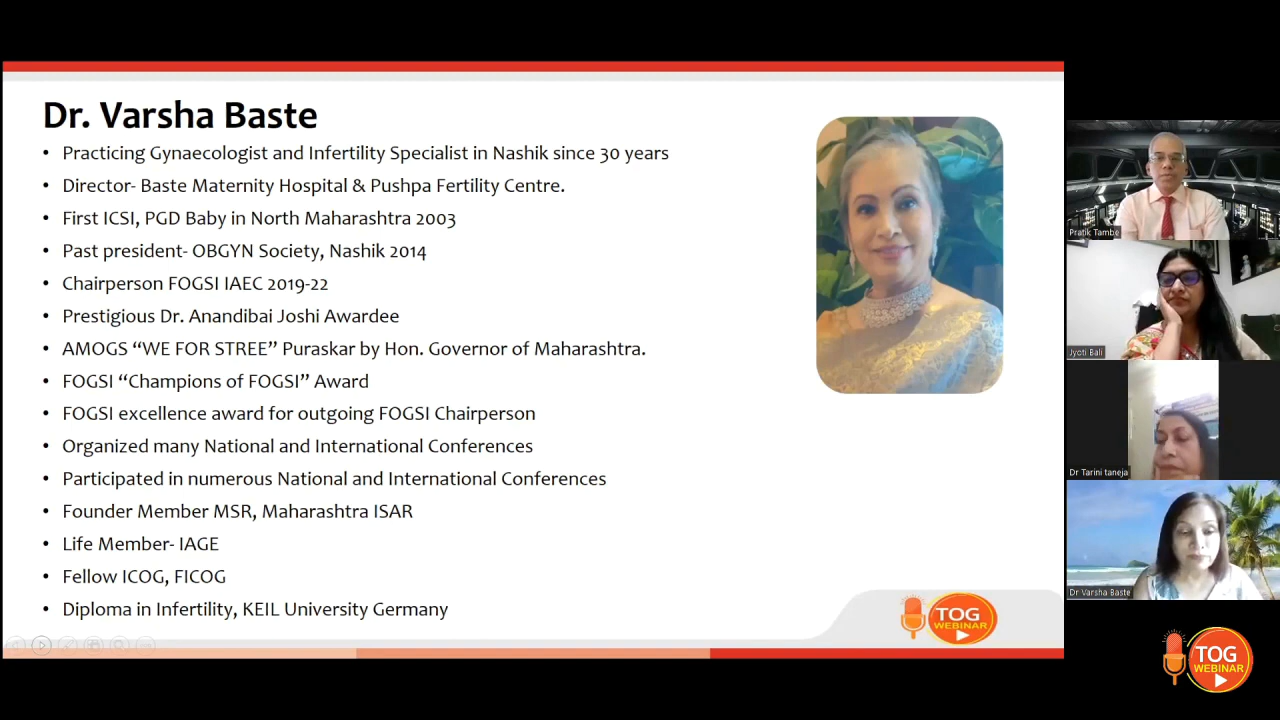 Dr. Varsha Baste
• Practicing Gynaecologist and Infertility Specialist in Nashik since 30 years
• Director- Baste Maternity Hospital & Pushpa Fertility Centre.
• First ICSI, PGD Baby in North Maharashtra 2003
• Past president- OBGYN Society, Nashik 2014
• Chairperson FOGSI IAEC 2019-22
• Prestigious Dr. Anandibai Joshi Awardee
• AMOGS “WE FOR STREE” Puraskar by Hon. Governor of Maharashtra.
• FOGSI “Champions of FOGSI” Award
• FOGSI excellence award for outgoing FOGSI Chairperson
• Organized many National and International Conferences
• Participated in numerous National and International Conferences
• Founder Member MSR, Maharashtra ISAR
• Life Member- IAGE
• Fellow ICOG, FICOG
• Diploma in Infertility, KEIL University Germany
TOG
WEBINAR
Pratik Tambe
Jyoti Bali
Dr Tarini taneja
Dr Varsha Baste
TOG
WEBINAR